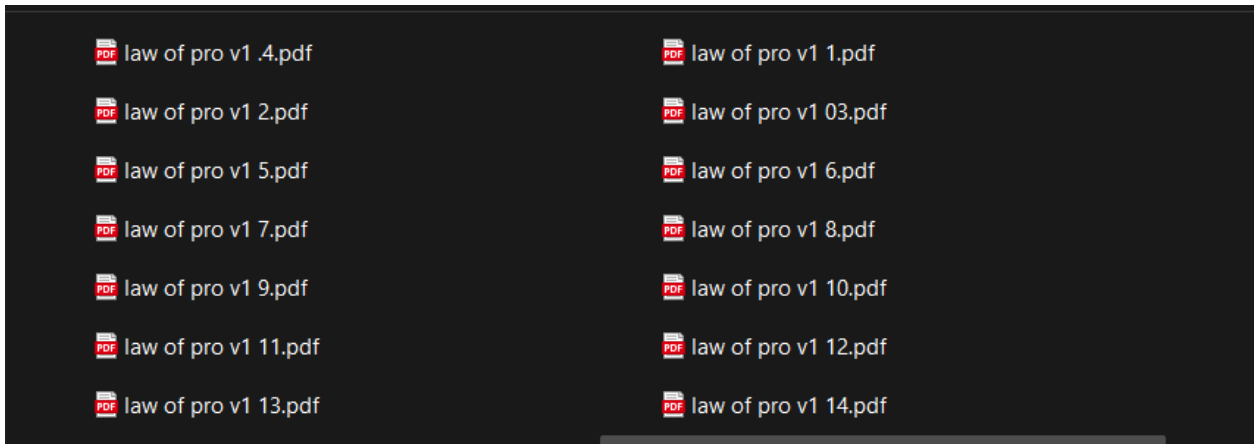 law of pro v1 .4.pdf
law of pro v1 1.pdf
law of pro v1 2.pdf
law of pro v1 03.pdf
law of pro v1 5.pdf
law of pro v1 6.pdf
law of pro v1 7.pdf
law of pro v1 8.pdf
law of pro v1 9.pdf
law of pro v1 10.pdf
law of pro v1 11.pdf
law of pro v1 12.pdf
law of pro v1 13.pdf
law of pro v1 14.pdf